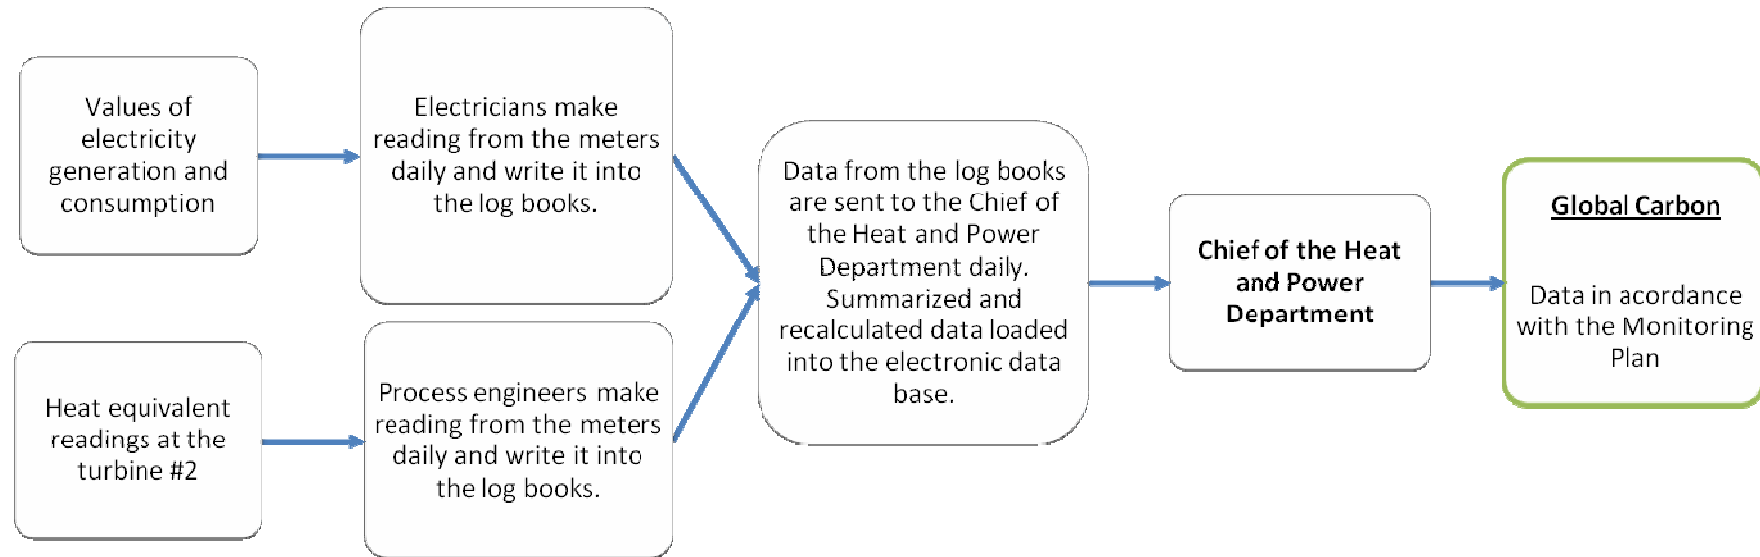 Values of
electricity
generation and
consumption
Electricians make
reading from the meters
daily and write it into
the log books.
Heat equivalent
readings at the
turbine #2
Process engineers make
reading from the meters
daily and write it into
the log books.
Data from the log books
are sent to the Chief of
the Heat and Power
Department daily.
Summarized and
recalculated data loaded
into the electronic data
base.
Chief of the Heat
and Power
Department
Global Carbon
Data in acordance
with the Monitoring
Plan